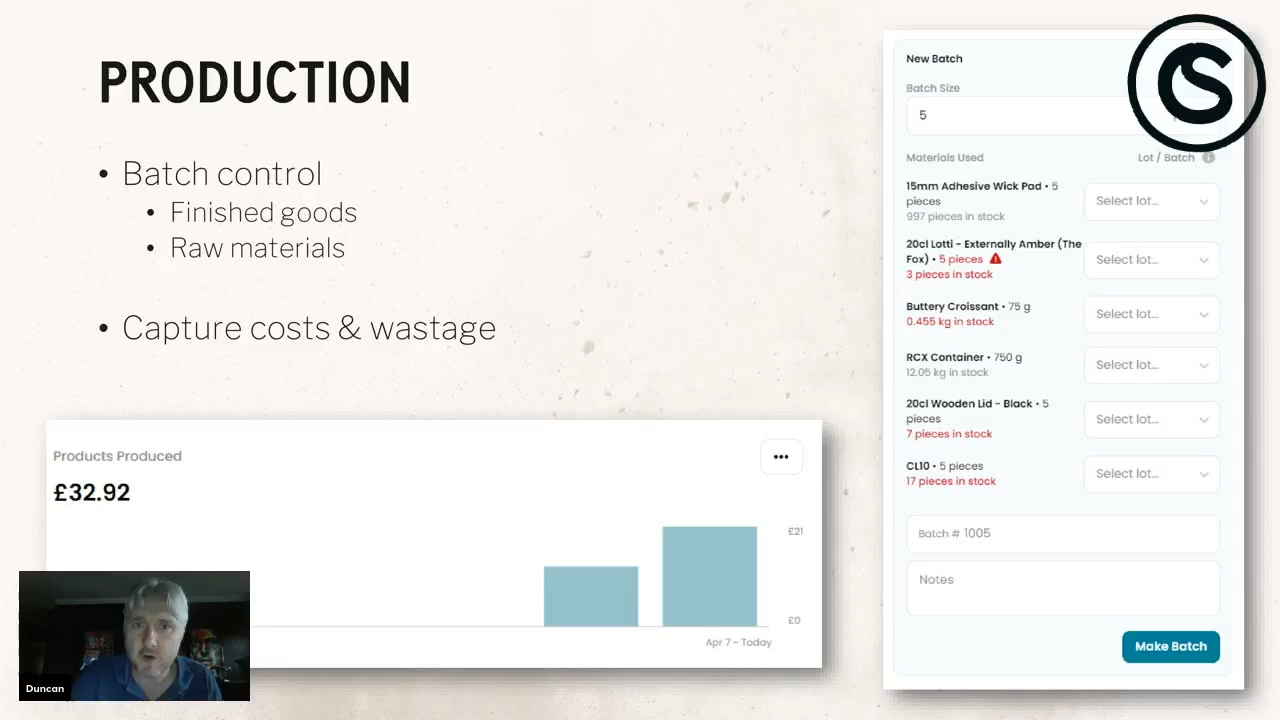 PRODUCTION
• Batch control
• Finished goods
• Raw materials
• Capture costs & wastage
Products Produced
•••
£32.92
£21
£0
Apr 7 – Today
Duncan
New Batch
Batch Size
5
Materials Used
Lot / Batch
15mm Adhesive Wick Pad • 5
pieces
997 pieces in stock
Select lot...
20cl Lotti - Externally Amber (The
Fox) • 5 pieces
3 pieces in stock
Select lot...
Buttery Croissant • 75 g
0.455 kg in stock
Select lot...
RCX Container • 750 g
12.05 kg in stock
Select lot...
20cl Wooden Lid - Black • 5
pieces
7 pieces in stock
Select lot...
CL10 • 5 pieces
17 pieces in stock
Select lot...
Batch # 1005
Notes
Make Batch